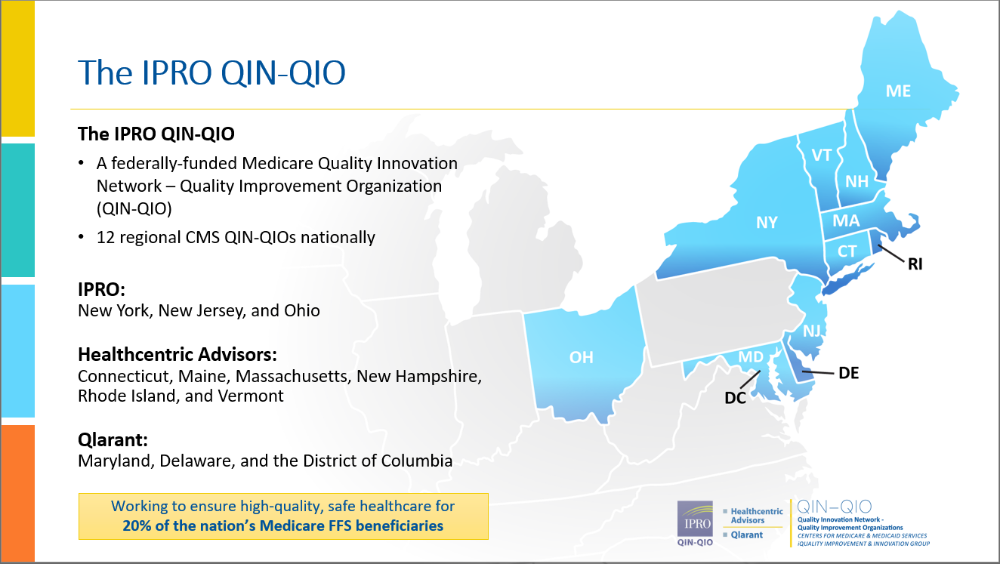 The IPRO QIN-QIO
The IPRO QIN-QIO
• A federally-funded Medicare Quality Innovation
Network – Quality Improvement Organization
(QIN-QIO)
• 12 regional CMS QIN-QIOs nationally
IPRO:
New York, New Jersey, and Ohio
Healthcentric Advisors:
Connecticut, Maine, Massachusetts, New Hampshire,
Rhode Island, and Vermont
Qlarant:
Maryland, Delaware, and the District of Columbia
Working to ensure high-quality, safe healthcare for
20% of the nation's Medicare FFS beneficiaries
ME
VT
NH
NY
MA
CT
RI
NJ
OH
MD
DE
DC
IPRO
QIN-QIO
Healthcentric
Advisors
Qlarant
QIN–QIO
Quality Innovation Network -
Quality Improvement Organizations
CENTERS FOR MEDICARE & MEDICAID SERVICES
iQUALITY IMPROVEMENT & INNOVATION GROUP